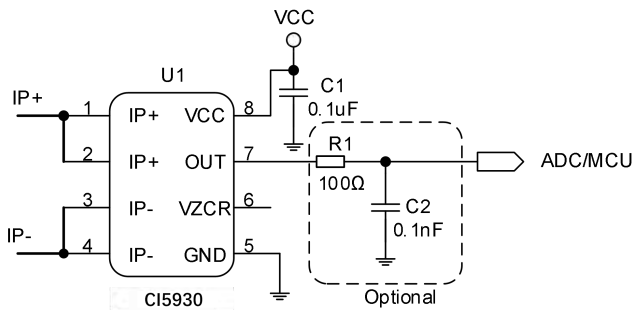 VCC
U1
C1
0.1uF
IP+
1 IP+ VCC 8
2 IP+ OUT 7
R1
100Ω
ADC/MCU
3 IP- VZCR 6
C2
0.1nF
IP-
4 IP- GND 5
CI5930
Optional